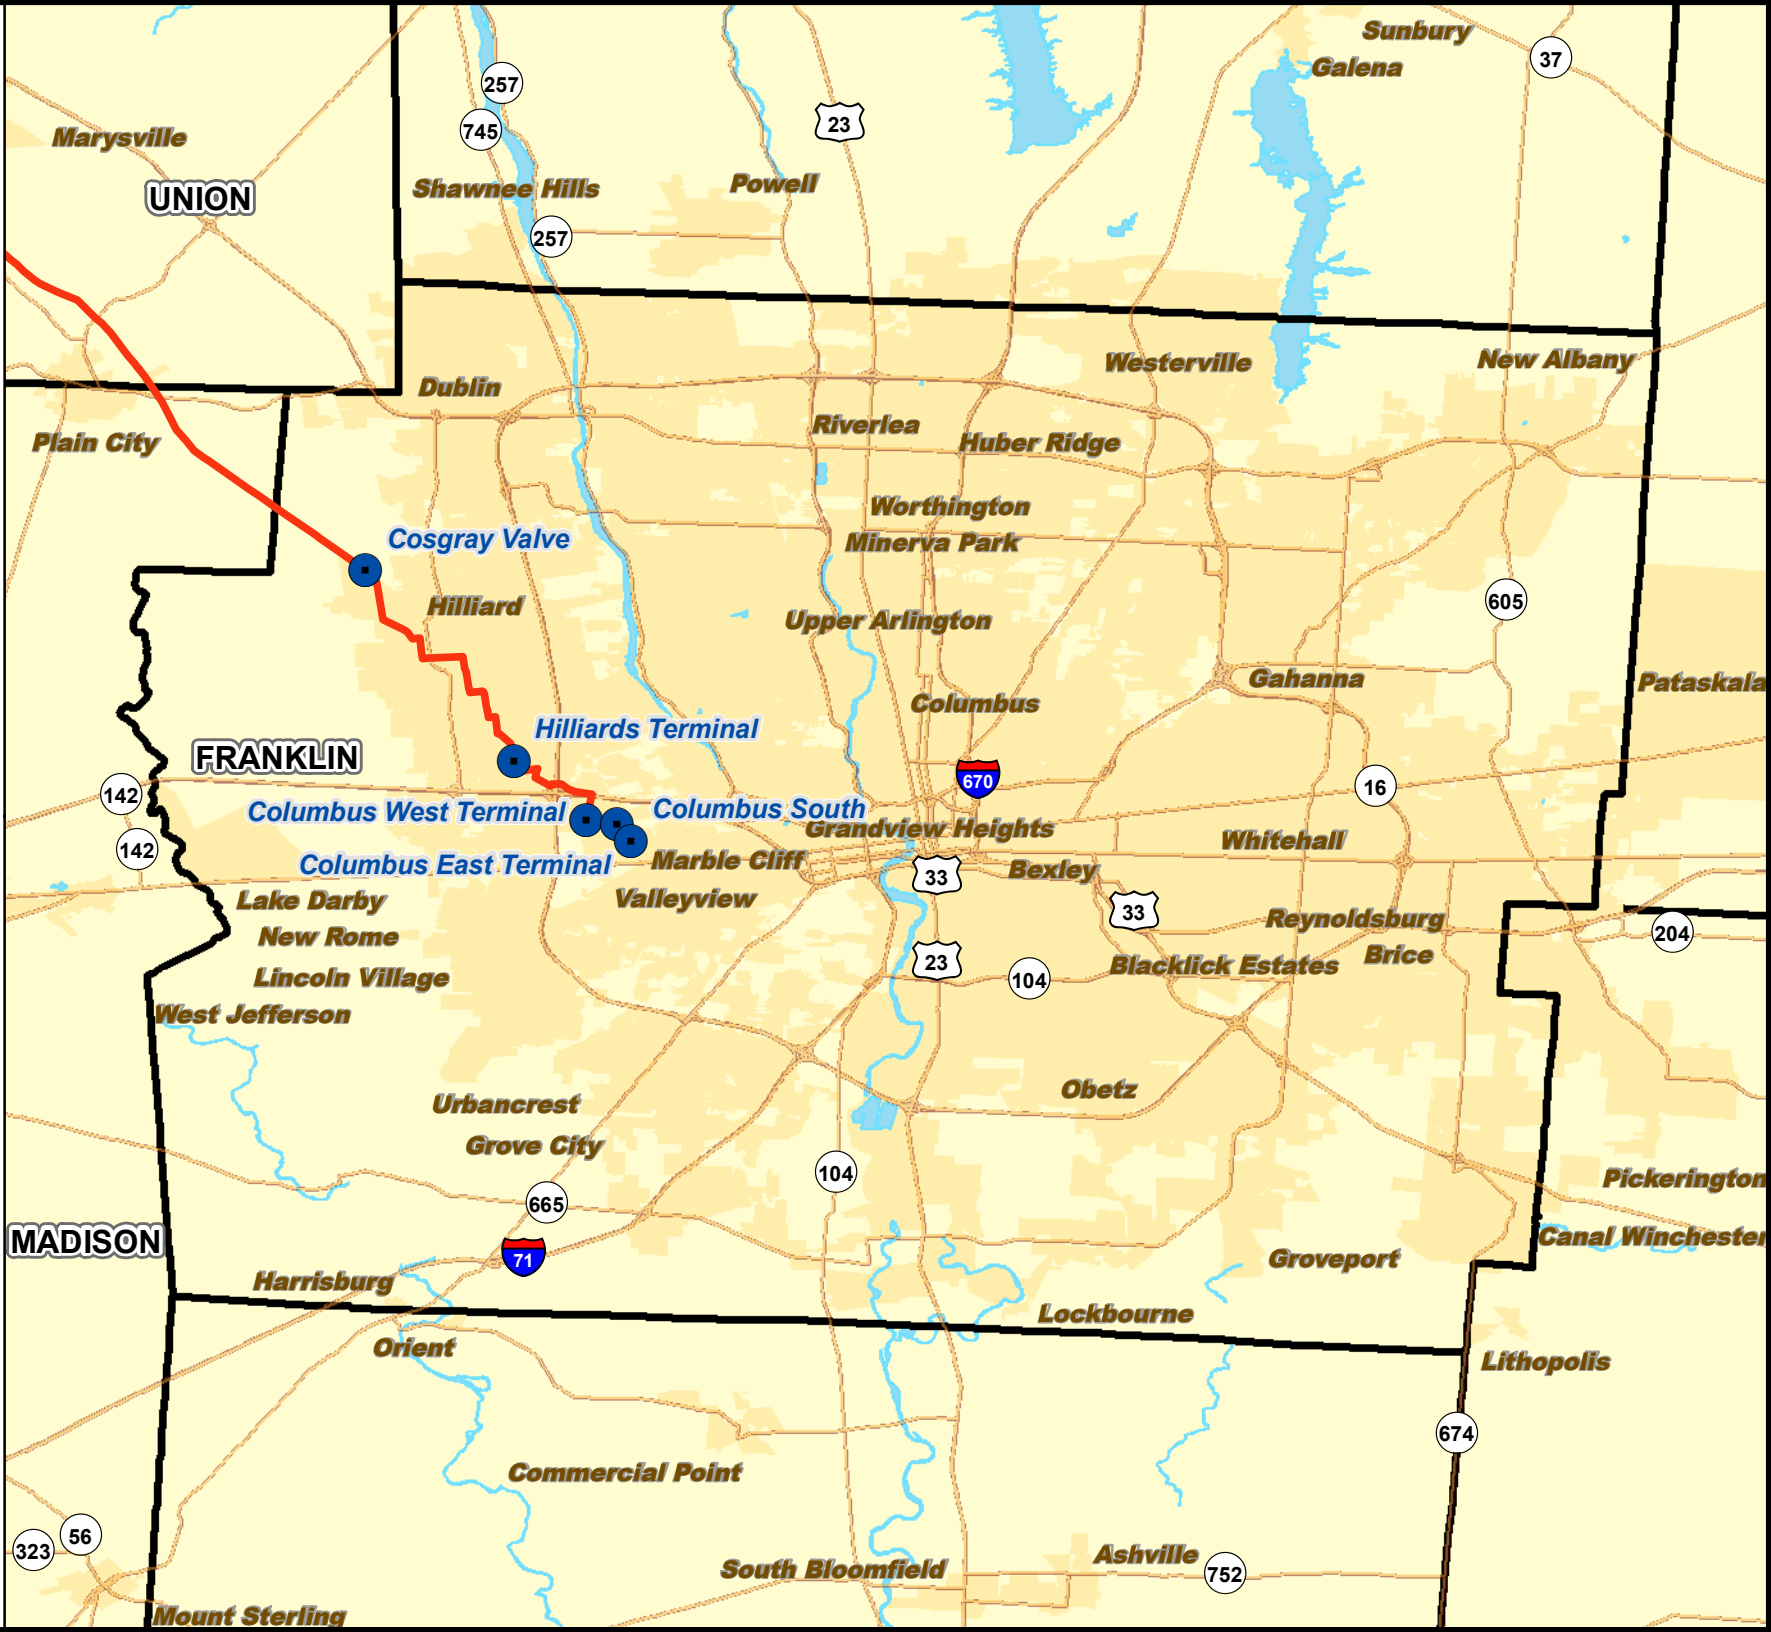 Sunbury
37
Galena
257
745
23
Marysville
UNION
Shawnee Hills
Powell
257
Westerville
New Albany
Dublin
Riverlea
Huber Ridge
Plain City
Worthington
Cosgray Valve
Minerva Park
Hilliard
605
Upper Arlington
Gahanna
Pataskala
Columbus
Hilliards Terminal
FRANKLIN
670
16
142
Columbus West Terminal
Columbus South
Grandview Heights
Whitehall
142
Columbus East Terminal
Marble Cliff
Bexley
33
Lake Darby
Valleyview
33
Reynoldsburg
204
New Rome
Brice
23
Blacklick Estates
Lincoln Village
104
West Jefferson
Obetz
Urbancrest
Grove City
104
Pickerington
665
MADISON
Canal Winchester
71
Groveport
Harrisburg
Lockbourne
Orient
Lithopolis
674
Commercial Point
56
323
Ashville
South Bloomfield
752
Mount Sterling